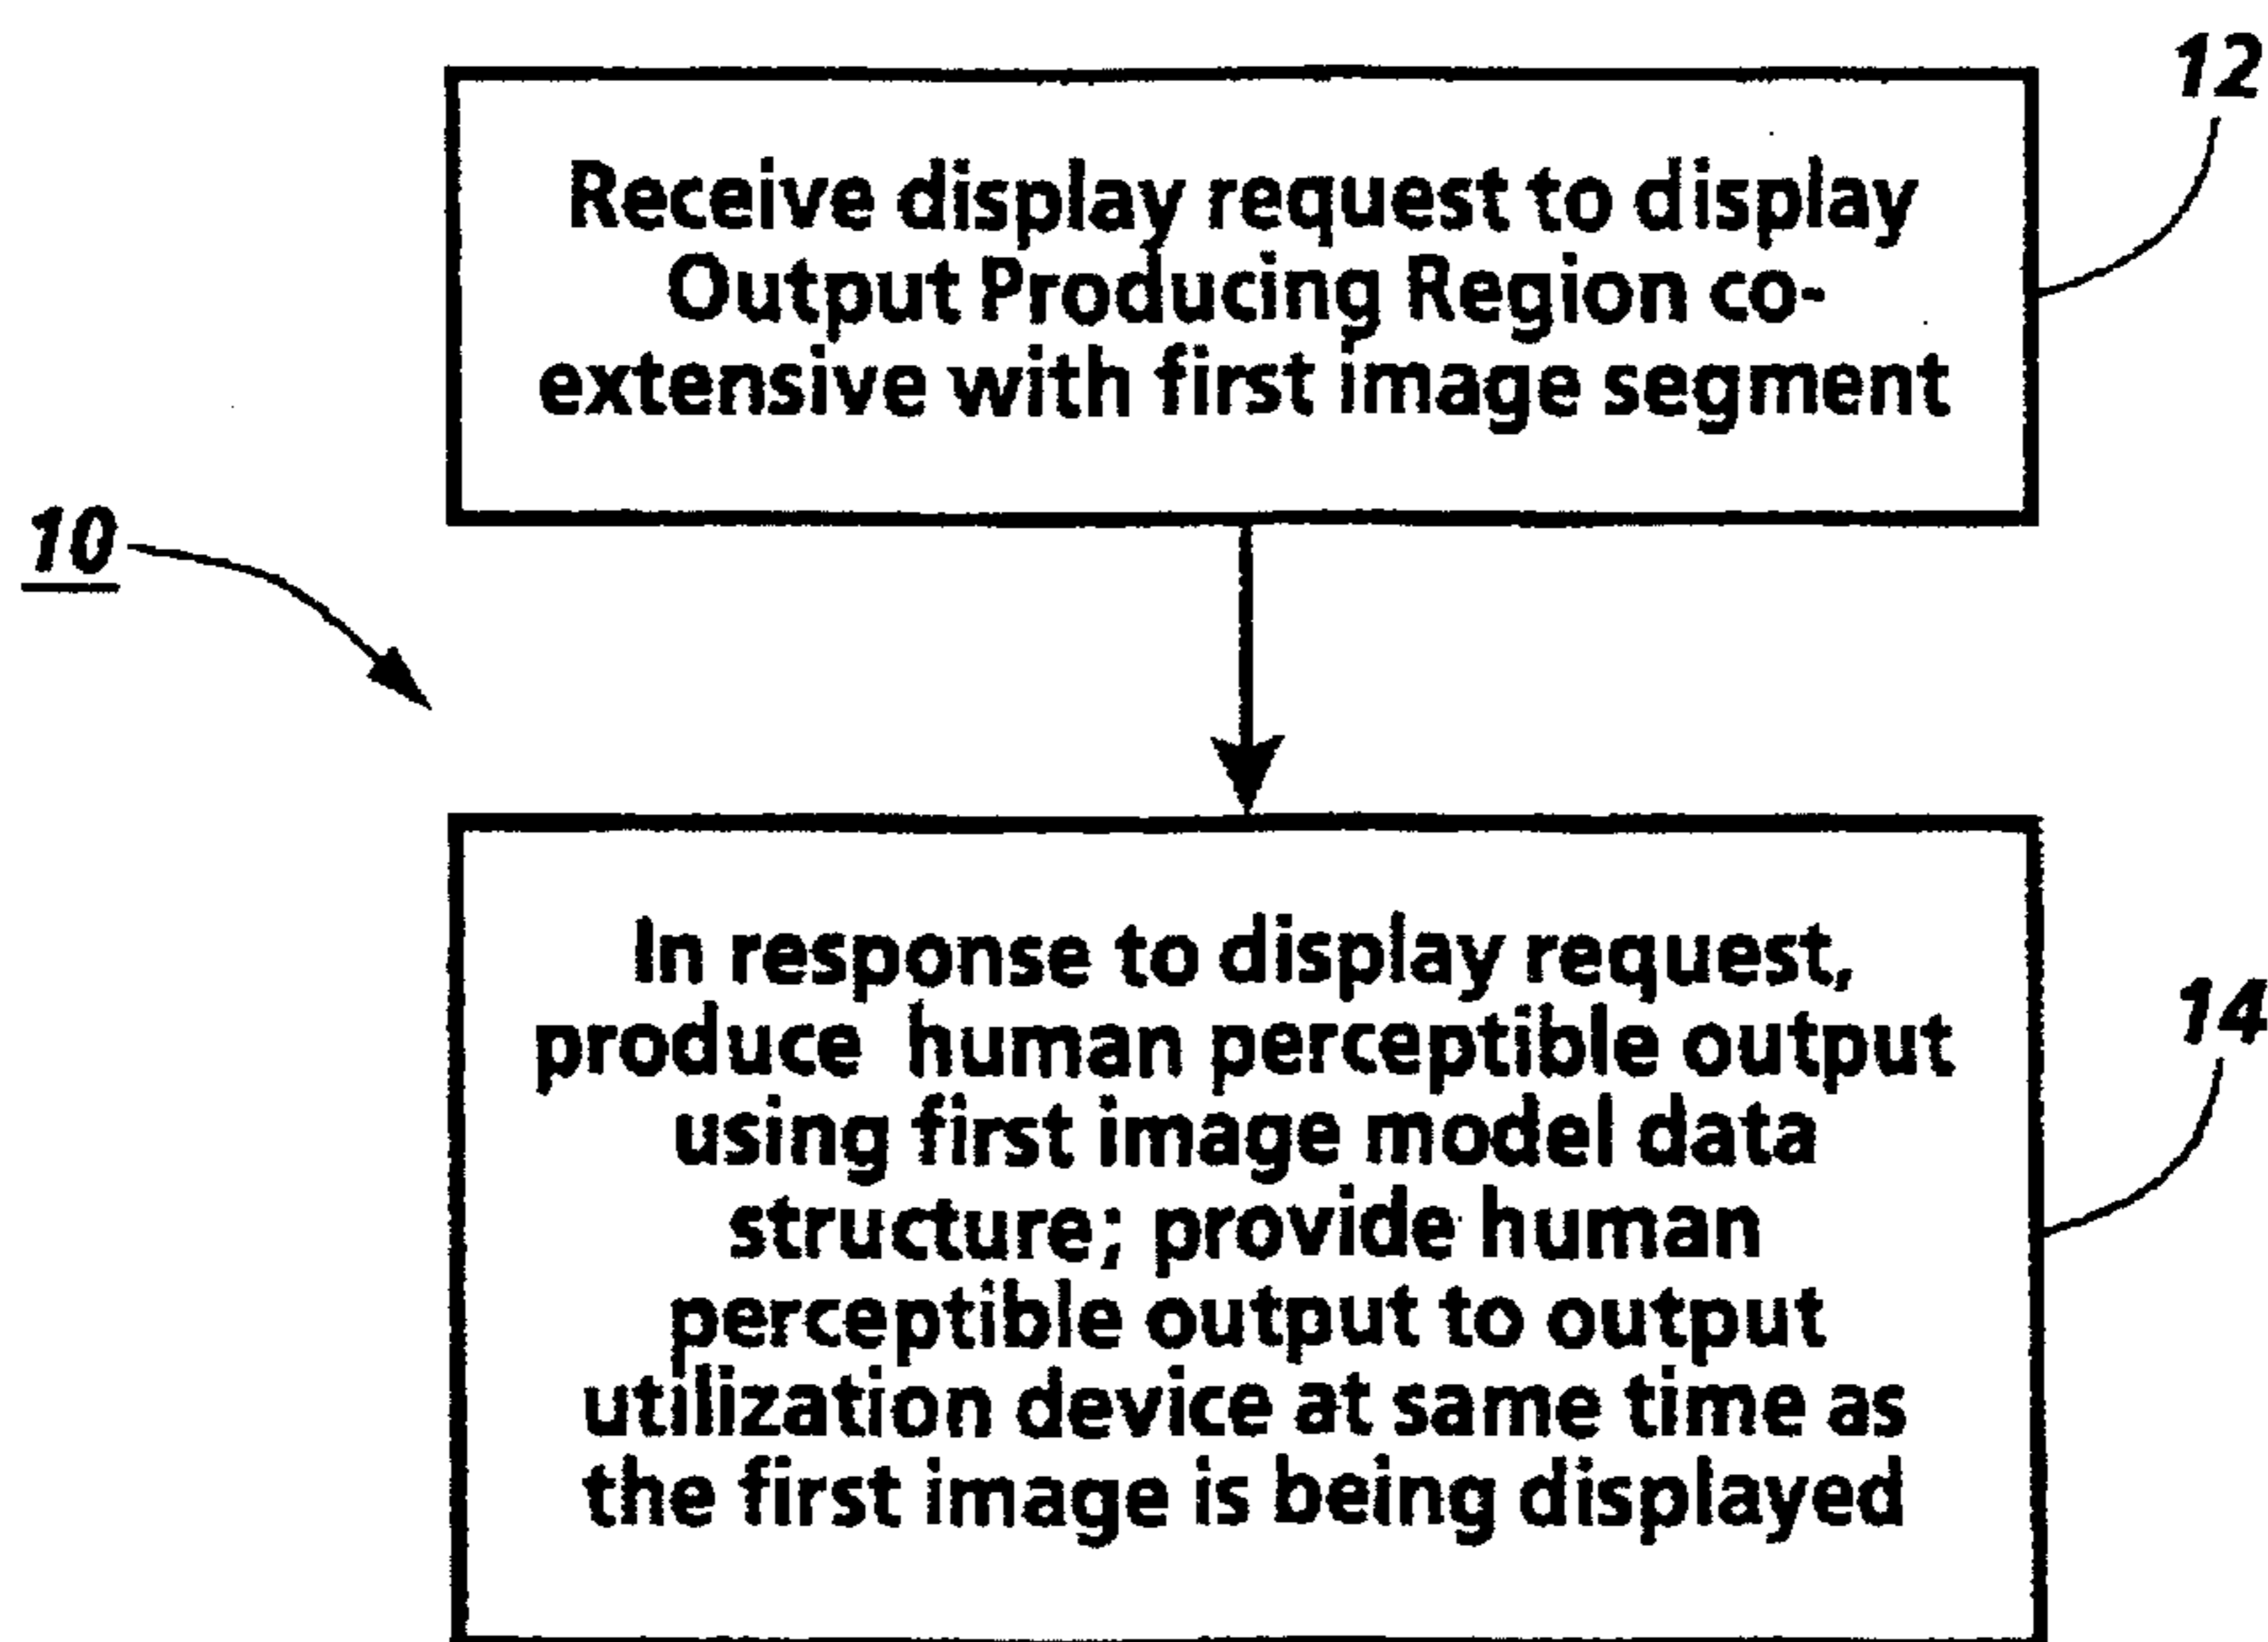 12
Receive display request to display
Output Producing Region co-
extensive with first image segment
10
In response to display request,
produce human perceptible output
using first image model data
structure; provide human
perceptible output to output
utilization device at same time as
the first image is being displayed
14